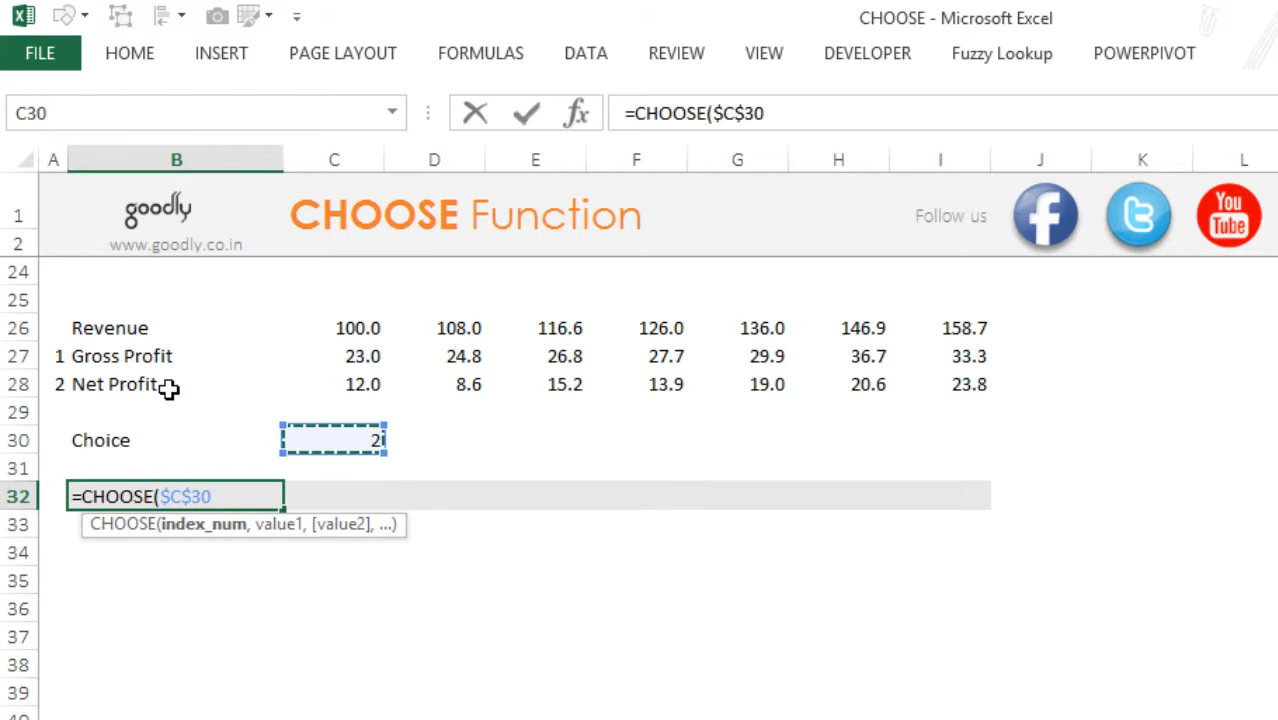 CHOOSE - Microsoft Excel
FILE HOME INSERT PAGE LAYOUT FORMULAS DATA REVIEW VIEW DEVELOPER Fuzzy Lookup POWERPIVOT
C30 fx =CHOOSE($C$30
A B C D E F G H I J K L
1 goodly CHOOSE Function Follow us f t You Tube
2 www.goodly.co.in
24
25
26 Revenue 100.0 108.0 116.6 126.0 136.0 146.9 158.7
27 1 Gross Profit 23.0 24.8 26.8 27.7 29.9 36.7 33.3
28 2 Net Profit 12.0 8.6 15.2 13.9 19.0 20.6 23.8
29
30 Choice 2
31
32 =CHOOSE($C$30
33 CHOOSE(index_num, value1, [value2], ...)
34
35
36
37
38
39
40